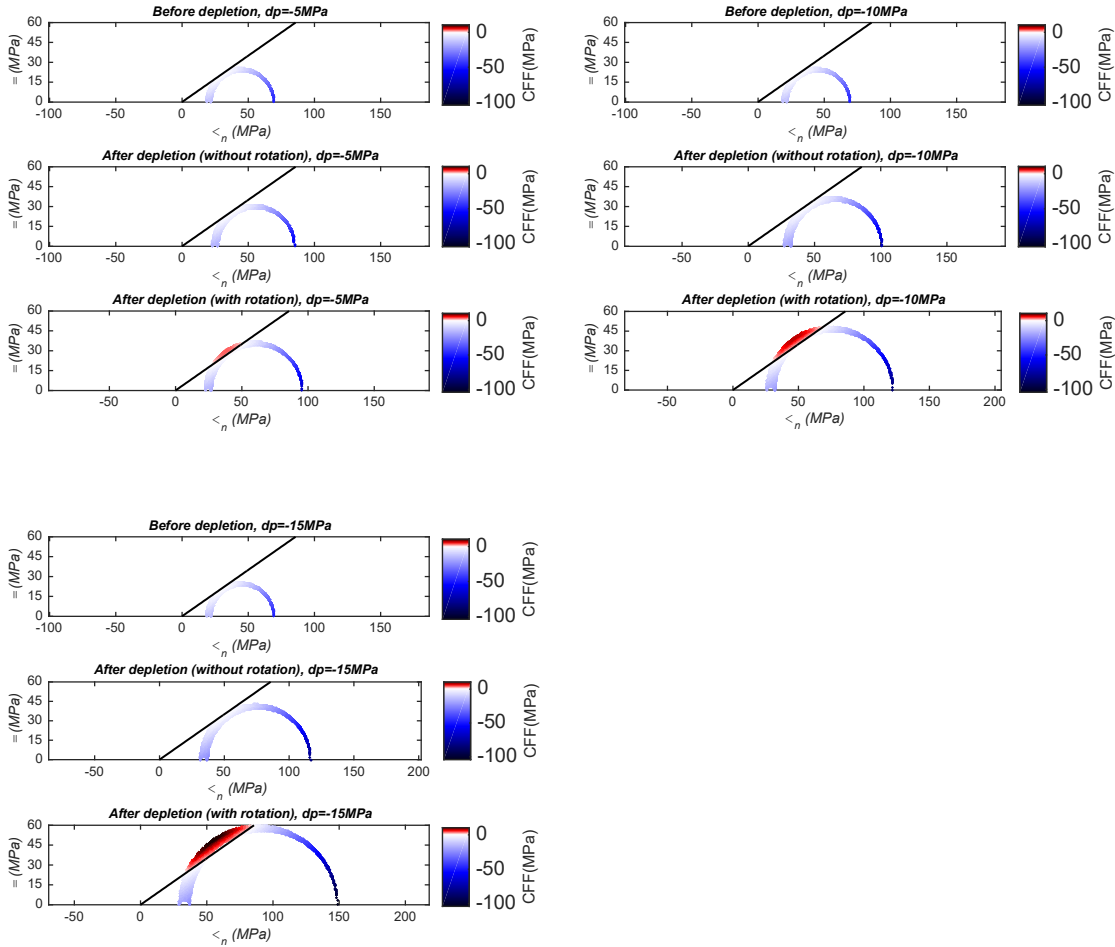 Before depletion, dp=-5MPa
60
45
30
15
0
= (MPa)
-100 -50 0 50 100 150
<n (MPa)
0
-50
-100
CFF(MPa)
After depletion (without rotation), dp=-5MPa
60
45
30
15
0
= (MPa)
-100 -50 0 50 100 150
<n (MPa)
0
-50
-100
CFF(MPa)
After depletion (with rotation), dp=-5MPa
60
45
30
15
0
= (MPa)
-50 0 50 100 150
<n (MPa)
0
-50
-100
CFF(MPa)
Before depletion, dp=-10MPa
60
45
30
15
0
= (MPa)
-100 -50 0 50 100 150
<n (MPa)
0
-50
-100
CFF(MPa)
After depletion (without rotation), dp=-10MPa
60
45
30
15
0
= (MPa)
-50 0 50 100 150
<n (MPa)
0
-50
-100
CFF(MPa)
After depletion (with rotation), dp=-10MPa
60
45
30
15
0
= (MPa)
-50 0 50 100 150 200
<n (MPa)
0
-50
-100
CFF(MPa)
Before depletion, dp=-15MPa
60
45
30
15
0
= (MPa)
-100 -50 0 50 100 150
<n (MPa)
0
-50
-100
CFF(MPa)
After depletion (without rotation), dp=-15MPa
60
45
30
15
0
= (MPa)
-50 0 50 100 150 200
<n (MPa)
0
-50
-100
CFF(MPa)
After depletion (with rotation), dp=-15MPa
60
45
30
15
0
= (MPa)
-50 0 50 100 150 200
<n (MPa)
0
-50
-100
CFF(MPa)